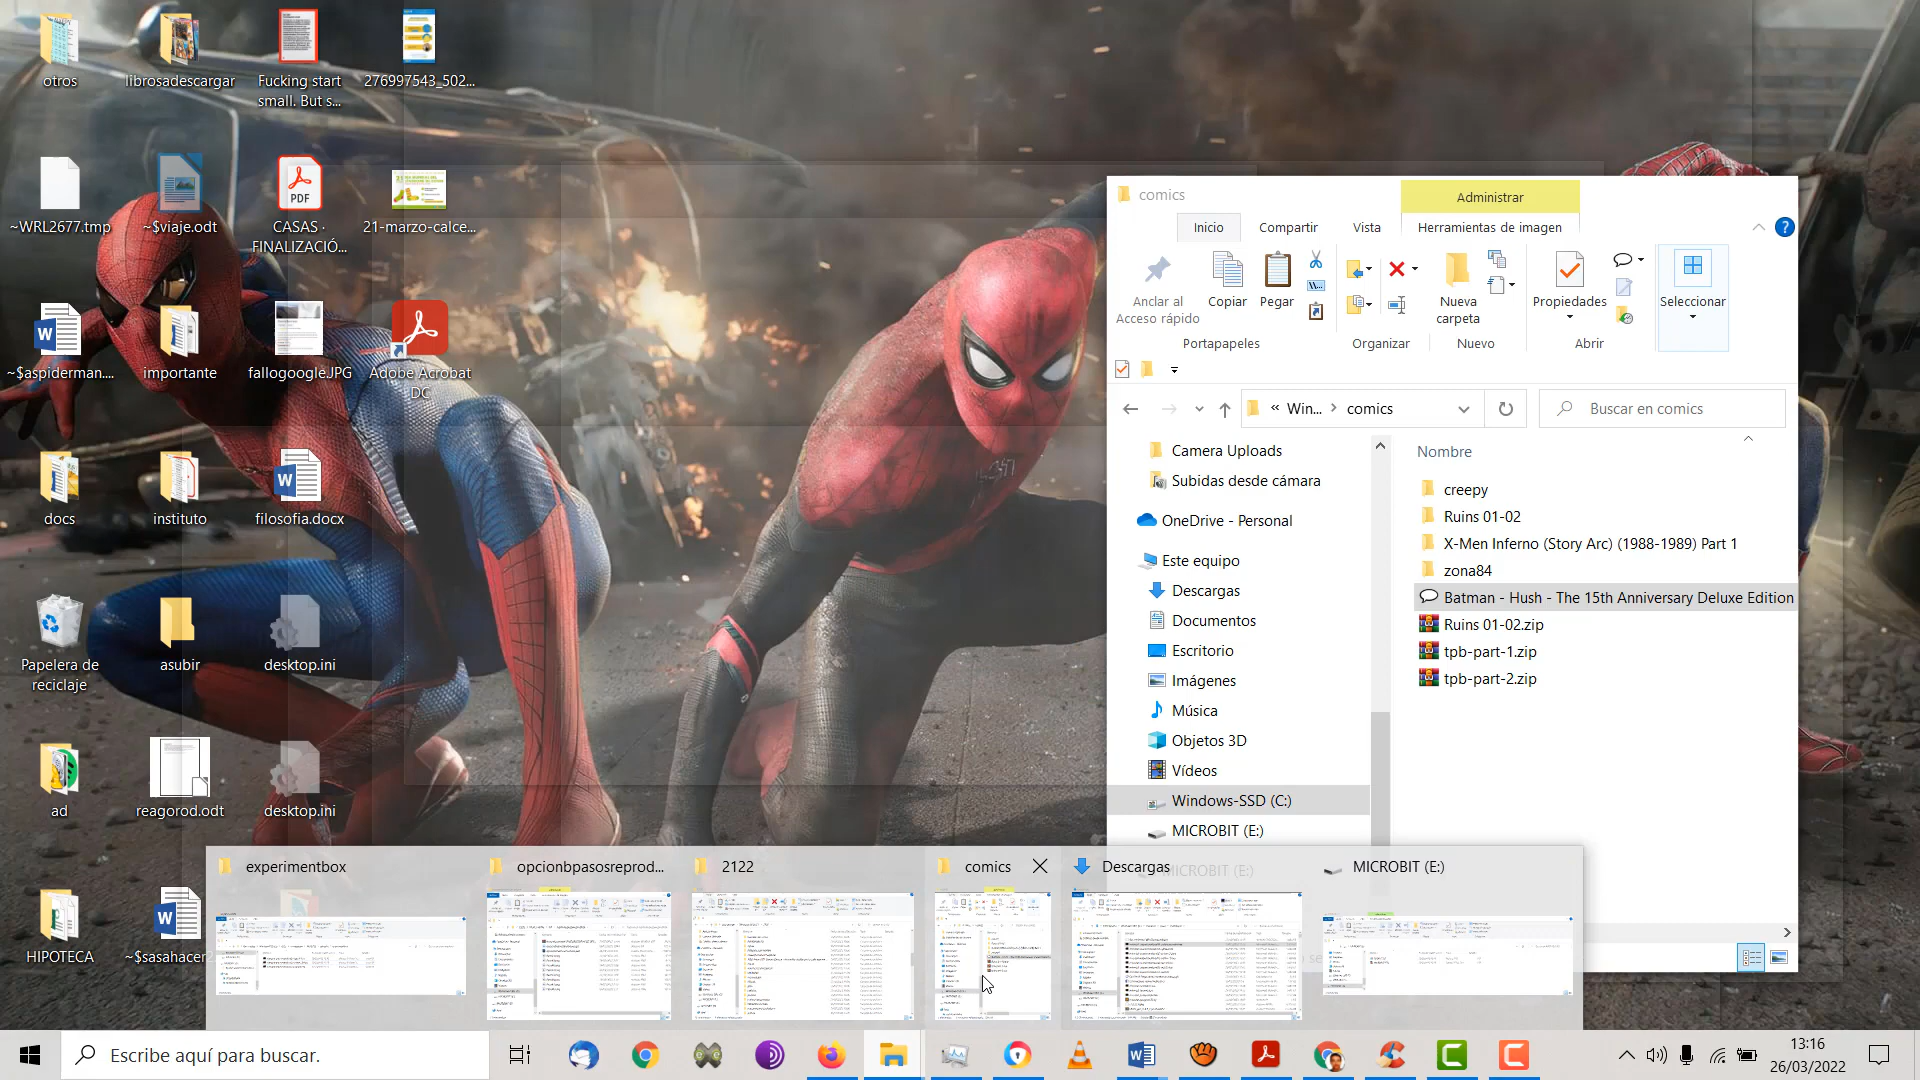 otros
librosadescargar
Fucking start
small. But s...
276997543_502...
~WRL2677.tmp
~$viaje.odt
PDF
CASAS ·
FINALIZACIÓ...
21-marzo-calce...
~$aspiderman....
importante
fallogoogle.JPG
Adobe Acrobat
DC
docs
instituto
filosofia.docx
Papelera de
reciclaje
asubir
desktop.ini
ad
reagorod.odt
desktop.ini
HIPOTECA
~$sasahacer
comics
Administrar
Inicio
Compartir
Vista
Herramientas de imagen
Anclar al
Acceso rápido
Copiar
Pegar
Nueva
carpeta
Propiedades
Seleccionar
Portapapeles
Organizar
Nuevo
Abrir
« Win... > comics
Buscar en comics
Camera Uploads
Subidas desde cámara
OneDrive - Personal
Este equipo
Descargas
Documentos
Escritorio
Imágenes
Música
Objetos 3D
Vídeos
Windows-SSD (C:)
MICROBIT (E:)
MICROBIT (E:)
Nombre
creepy
Ruins 01-02
X-Men Inferno (Story Arc) (1988-1989) Part 1
zona84
Batman - Hush - The 15th Anniversary Deluxe Edition
Ruins 01-02.zip
tpb-part-1.zip
tpb-part-2.zip
experimentbox
opcionbpasosreprod...
2122
comics
Descargas
MICROBIT (E:)
Escribe aquí para buscar.
13:16
26/03/2022